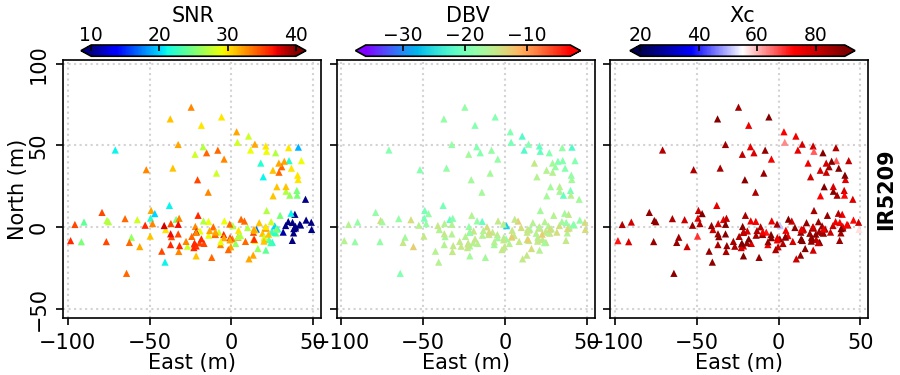 SNR DBV Xc
10 20 30 40 −30 −20 −10 20 40 60 80
100
50
0
−50
North (m)
IR5209
−100 −50 0 50 −100 −50 0 50 −100 −50 0 50
East (m) East (m) East (m)